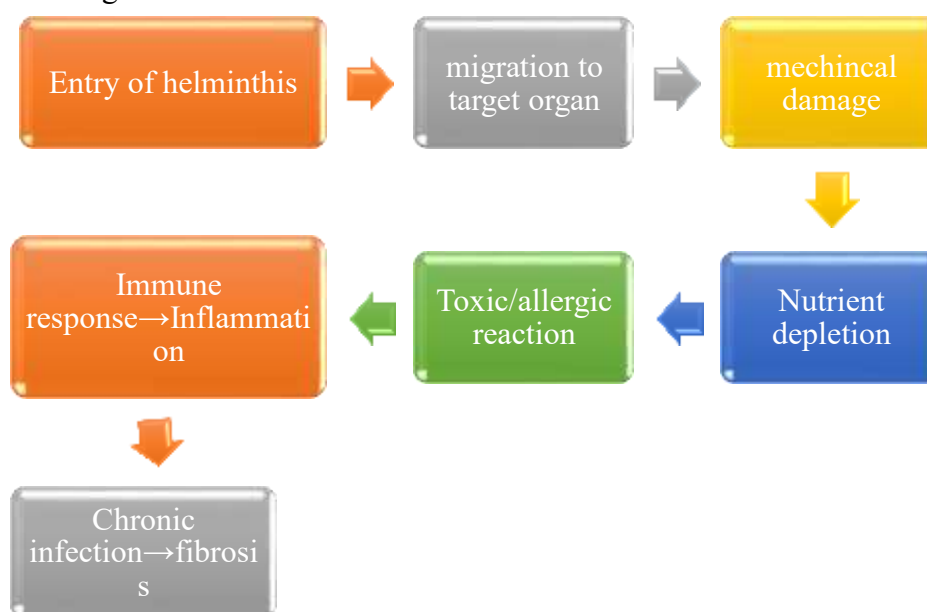 Entry of helminthis
migration to
target organ
mechincal
damage
Immune
response→Inflammati
on
Toxic/allergic
reaction
Nutrient
depletion
Chronic
infection→fibrosi
s